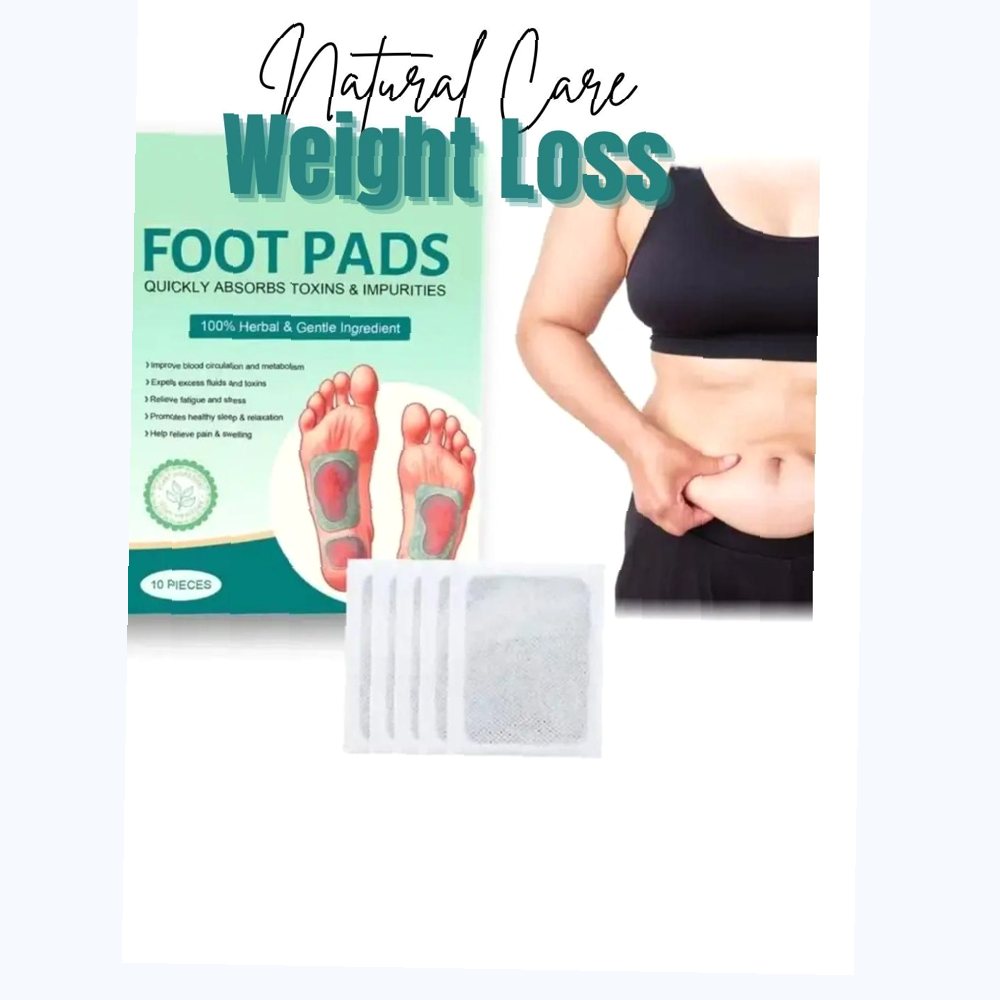 Natural Care
Weight Loss
FOOT PADS
QUICKLY ABSORBS TOXINS & IMPURITIES
100% Herbal & Gentle Ingredient
›Improve blood circulation and metabolism
›Expels excess fluids and toxins
›Relieve fatigue and stress
›Promotes healthy sleep & relaxation
›Help relieve pain & swelling
10 PIECES